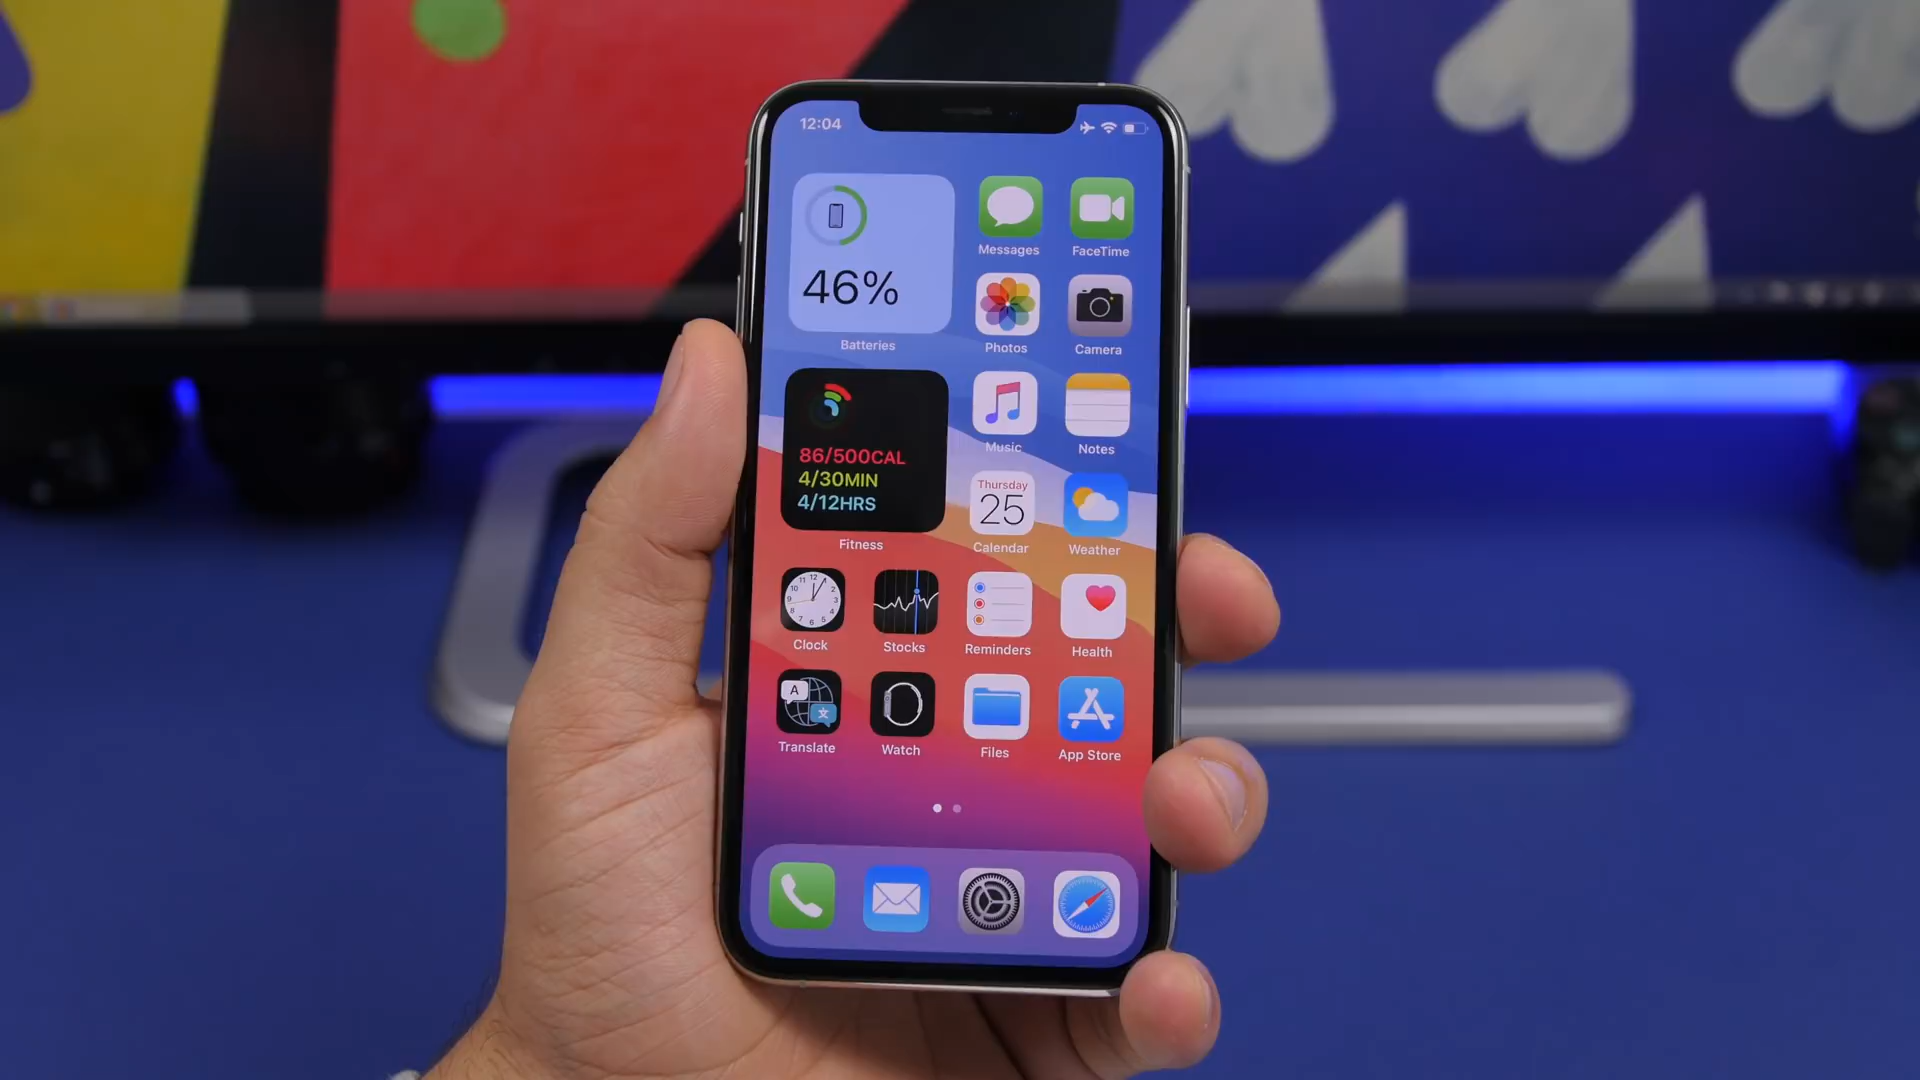 12:04
46%
Batteries
Messages
FaceTime
Photos
Camera
86/500CAL
4/30MIN
4/12HRS
Fitness
Music
Notes
Thursday
25
Calendar
Weather
Clock
Stocks
Reminders
Health
A
Translate
Watch
Files
App Store